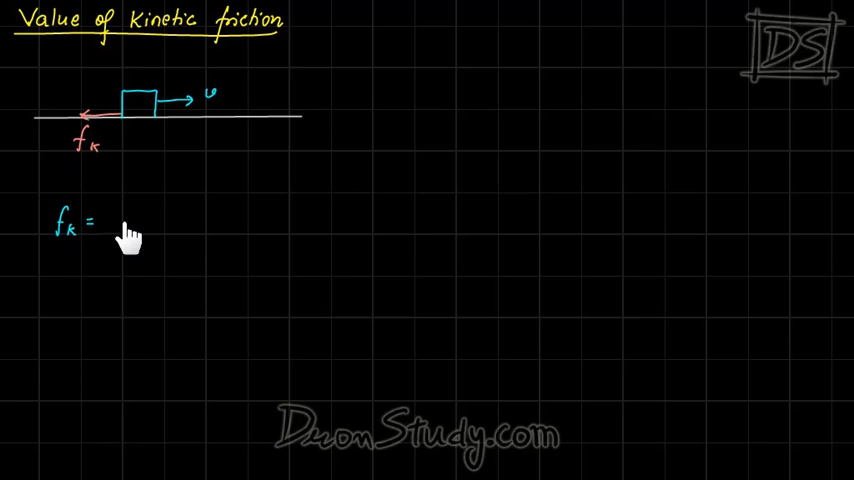 Value of Kinetic friction
DS
v
fk
fk =
DronStudy.com